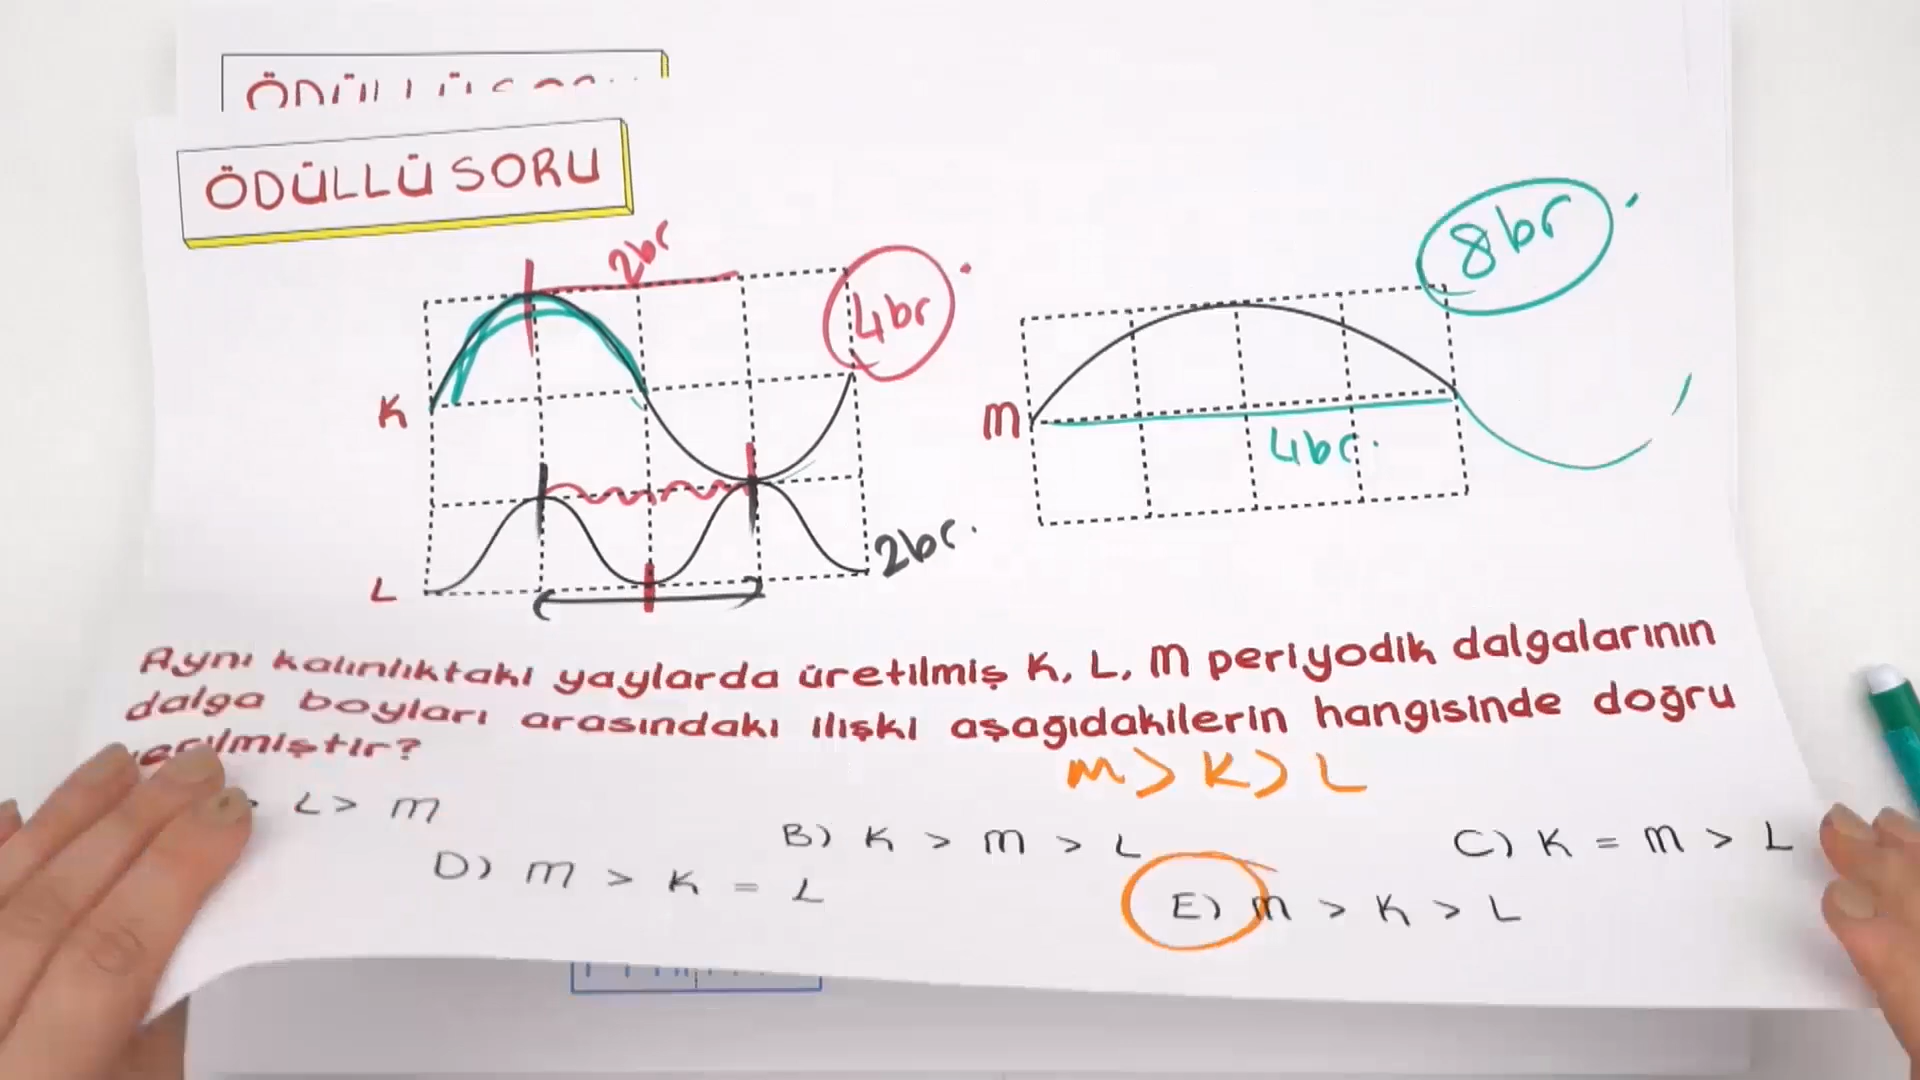 ÖDÜLLÜ SORU
2br
4br
8br
K
M
4br.
L
2br.
Aynı kalınlıktaki yaylarda üretilmiş K, L, M periyodik dalgalarının
dalga boyları arasındaki ilişki aşağıdakilerin hangisinde doğru
verilmiştir?
M > K > L
L > M
B) K > M > L
C) K = M > L
D) M > K = L
E) M > K > L